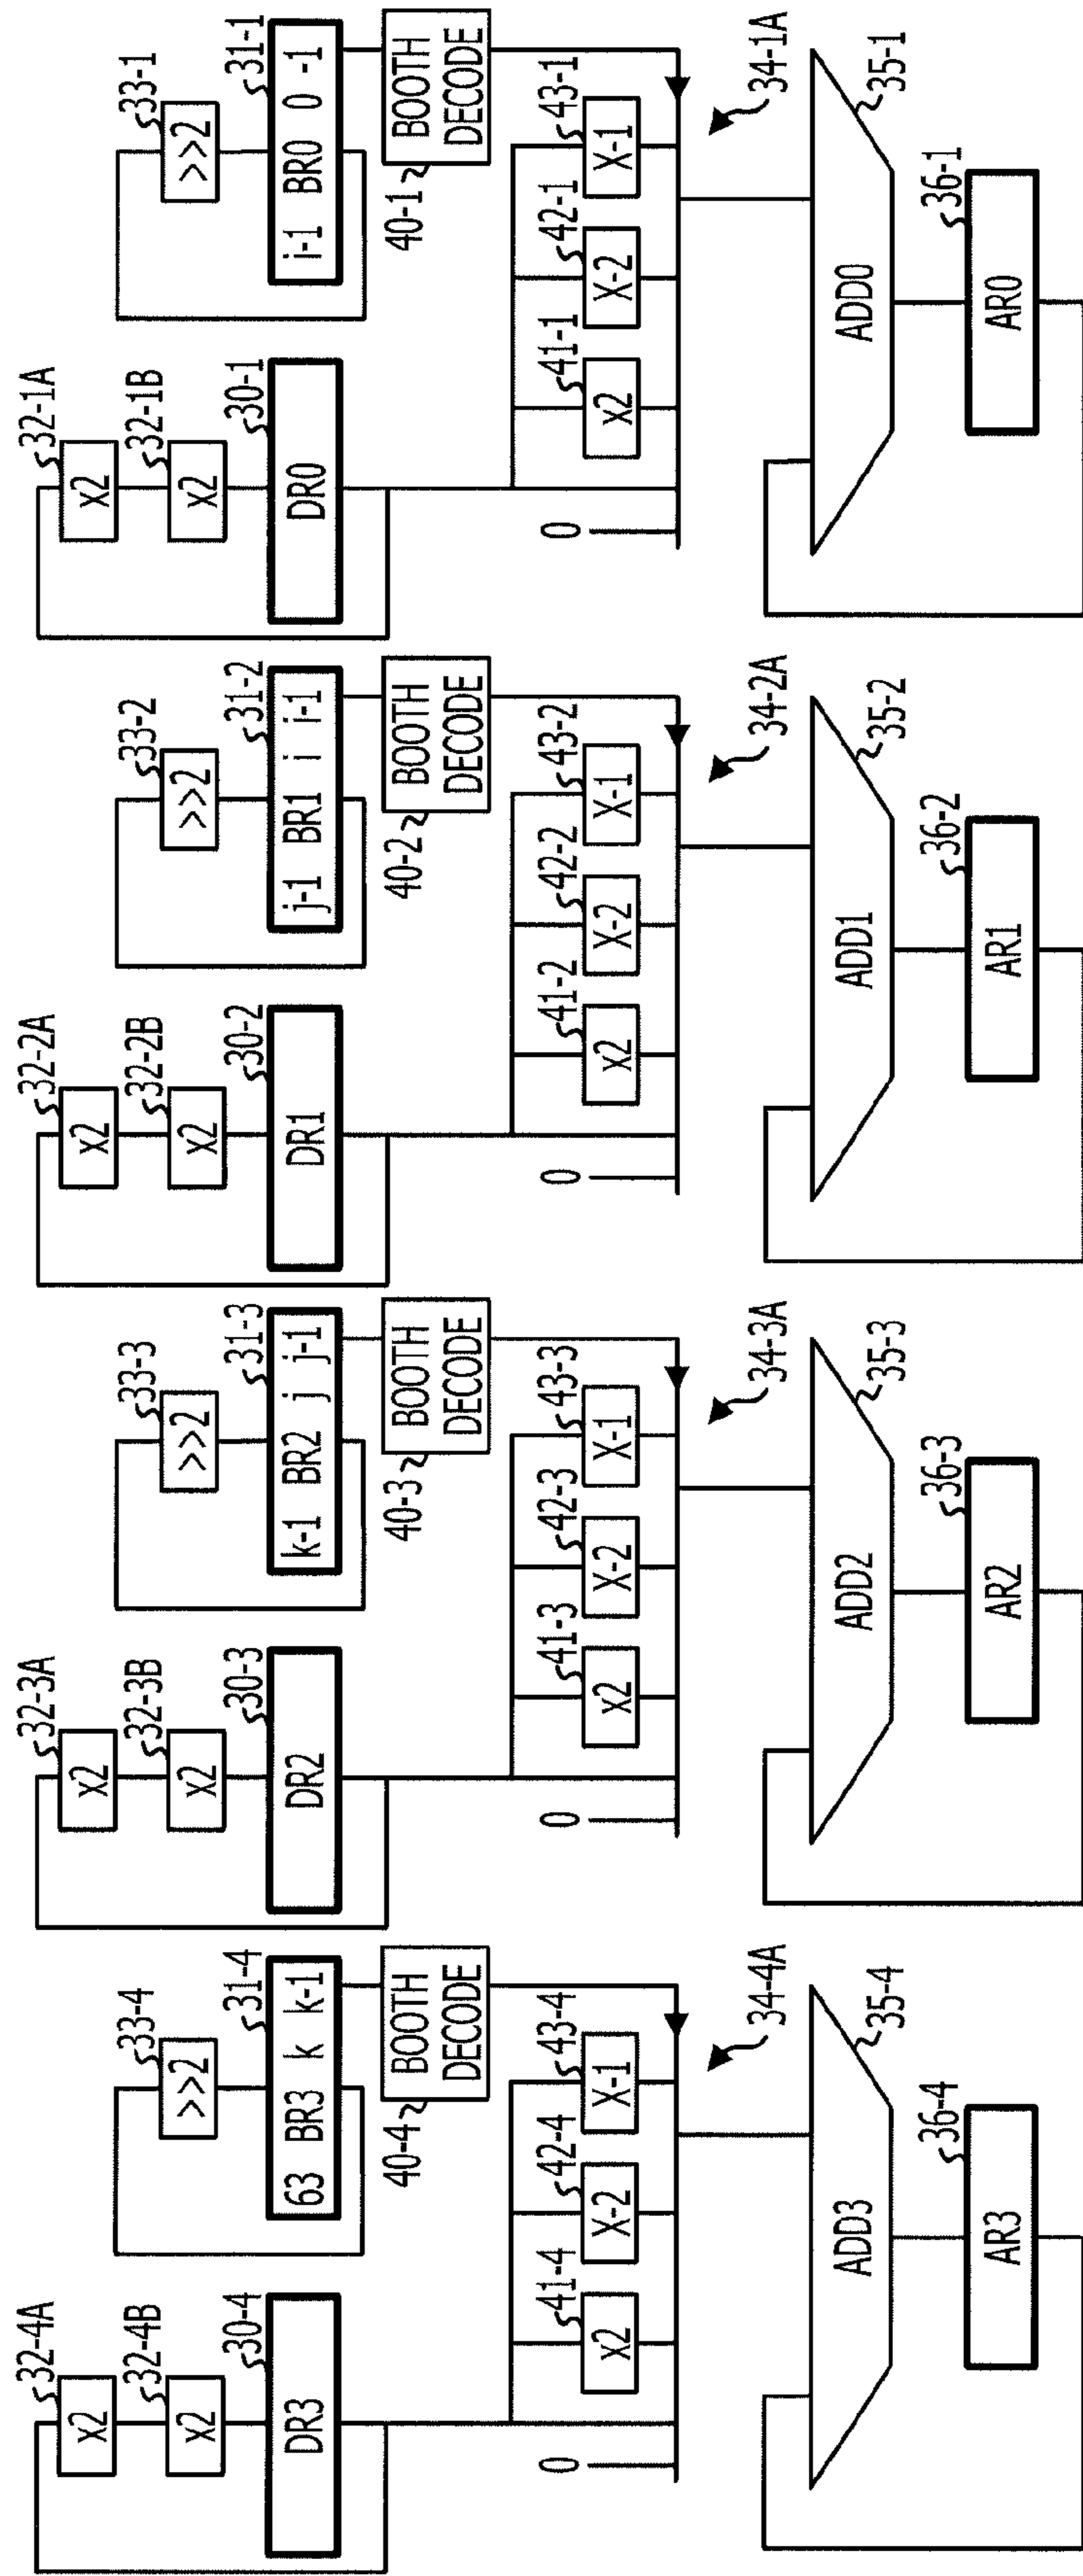 32-4A
x2
32-4B
x2
30-4
DR3
33-4
>>2
31-4
63 BR3 k k-1
40-4
BOOTH
DECODE
41-4
x2
42-4
X-2
43-4
X-1
0
34-4A
ADD3
35-4
36-4
AR3
32-3A
x2
32-3B
x2
30-3
DR2
33-3
>>2
31-3
k-1 BR2 j j-1
40-3
BOOTH
DECODE
41-3
x2
42-3
X-2
43-3
X-1
0
34-3A
ADD2
35-3
36-3
AR2
32-2A
x2
32-2B
x2
30-2
DR1
33-2
>>2
31-2
j-1 BR1 i i-1
40-2
BOOTH
DECODE
41-2
x2
42-2
X-2
43-2
X-1
0
34-2A
ADD1
35-2
36-2
AR1
32-1A
x2
32-1B
x2
30-1
DR0
33-1
>>2
31-1
i-1 BR0 0 -1
40-1
BOOTH
DECODE
41-1
x2
42-1
X-2
43-1
X-1
0
34-1A
ADD0
35-1
36-1
AR0